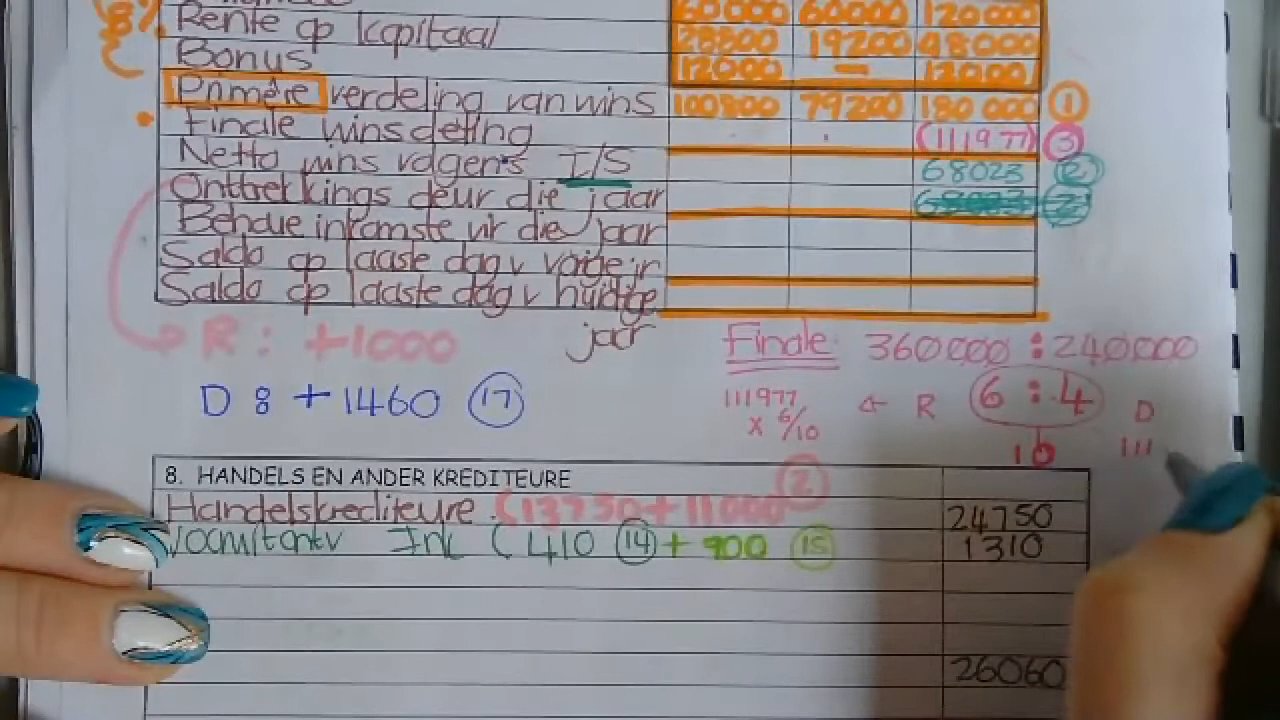 8%
60000 60000 120000
Rente op kapitaal 28800 19200 48000
Bonus 12000 - 12000
Primêre verdeling van wins 100800 79200 180 000 1
Finale winsdeling (111977) 3
Netto wins volgens I/S 68023 2
Onttrekkings deur die jaar
Behoue inkomste vir die jaar
Saldo op laaste dag v vorige jr
Saldo op laaste dag v huidige jaar
R: +1000
D: +1460 17
Finale: 360000 : 240000
← R 6 : 4 D
111977 x 6/10
10
111
8. HANDELS EN ANDER KREDITEURE
Handelskrediteure (13750+11000 2 24750
Ink (410 14 + 900 15 1310
26060